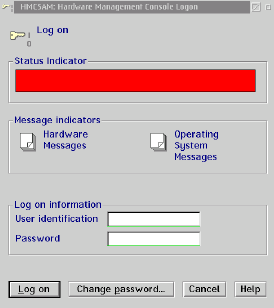 HMCSAM: Hardware Management Console Logon
Log on
Status Indicator
Message indicators
Hardware
Messages
Operating
System
Messages
Log on information
User identification
Password
Log on
Change password...
Cancel
Help